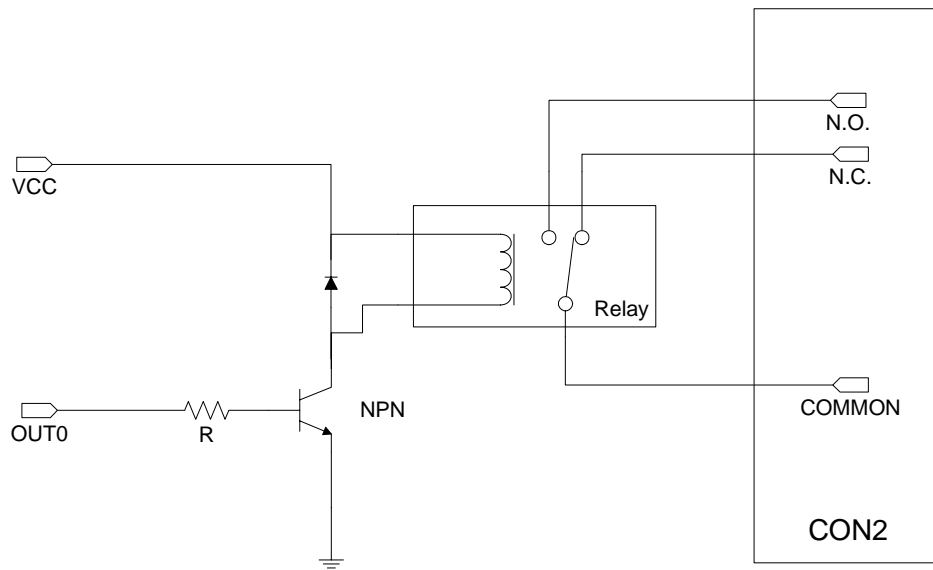 N.O.
N.C.
VCC
Relay
NPN
COMMON
OUT0
R
CON2